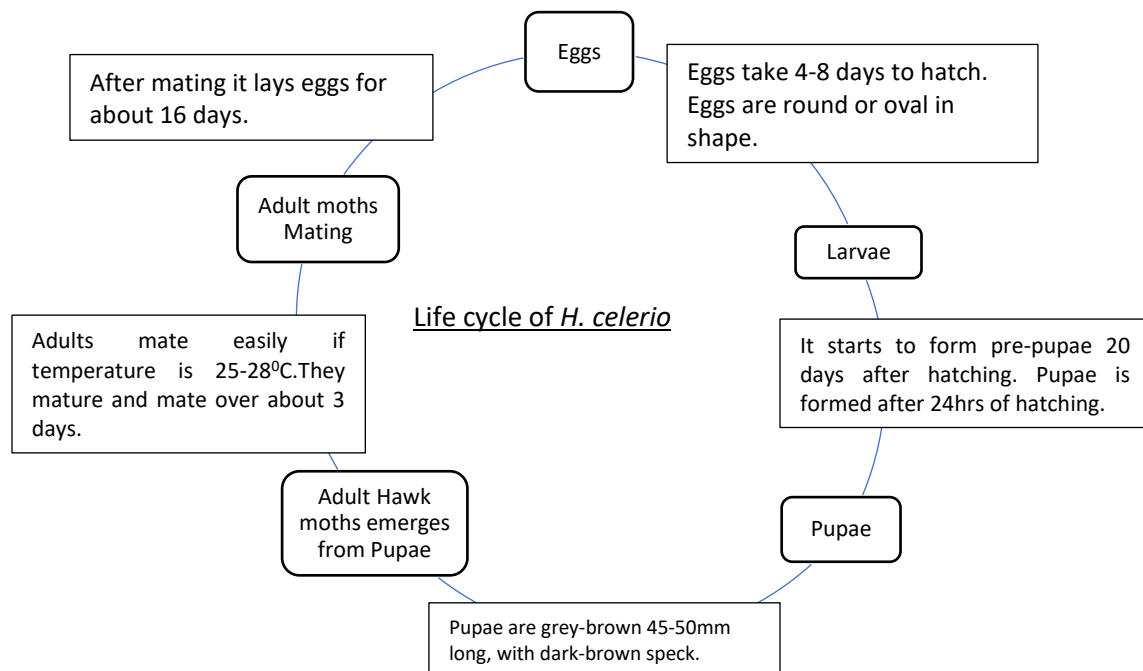 Eggs
Eggs take 4-8 days to hatch.
Eggs are round or oval in
shape.
Larvae
It starts to form pre-pupae 20
days after hatching. Pupae is
formed after 24hrs of hatching.
Pupae
Pupae are grey-brown 45-50mm
long, with dark-brown speck.
Adult Hawk
moths emerges
from Pupae
Adults mate easily if
temperature is 25-28⁰C.They
mature and mate over about 3
days.
Adult moths
Mating
After mating it lays eggs for
about 16 days.
Life cycle of H. celerio